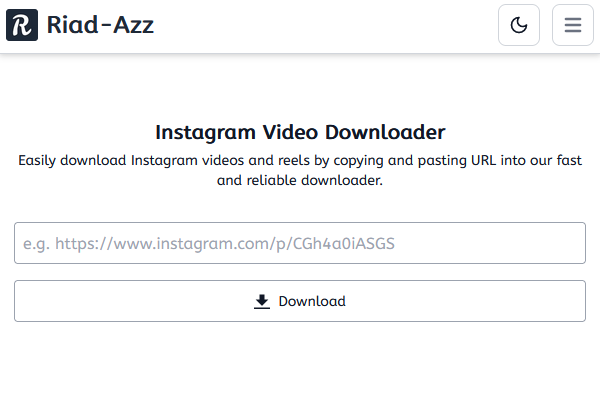 R Riad-Azz
Instagram Video Downloader
Easily download Instagram videos and reels by copying and pasting URL into our fast
and reliable downloader.
e.g. https://www.instagram.com/p/CGh4a0iASGS
Download